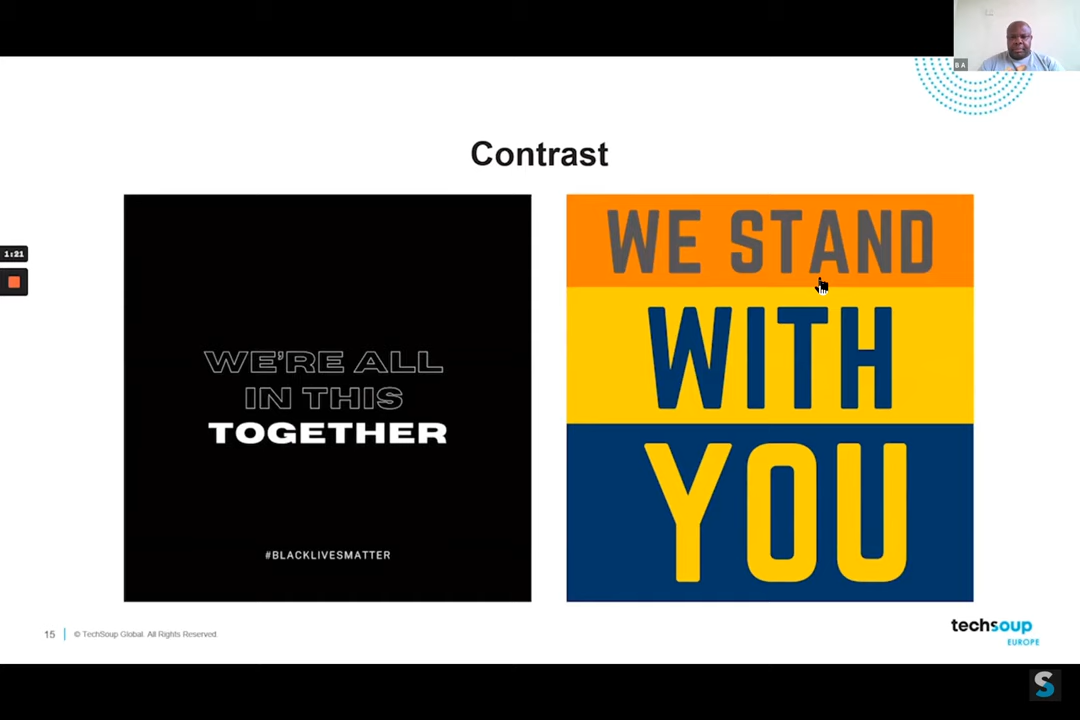 B A
Contrast
1:21
WE'RE ALL
IN THIS
TOGETHER
#BLACKLIVESMATTER
WE STAND
WITH
YOU
15
© TechSoup Global. All Rights Reserved.
techsoup
EUROPE
S